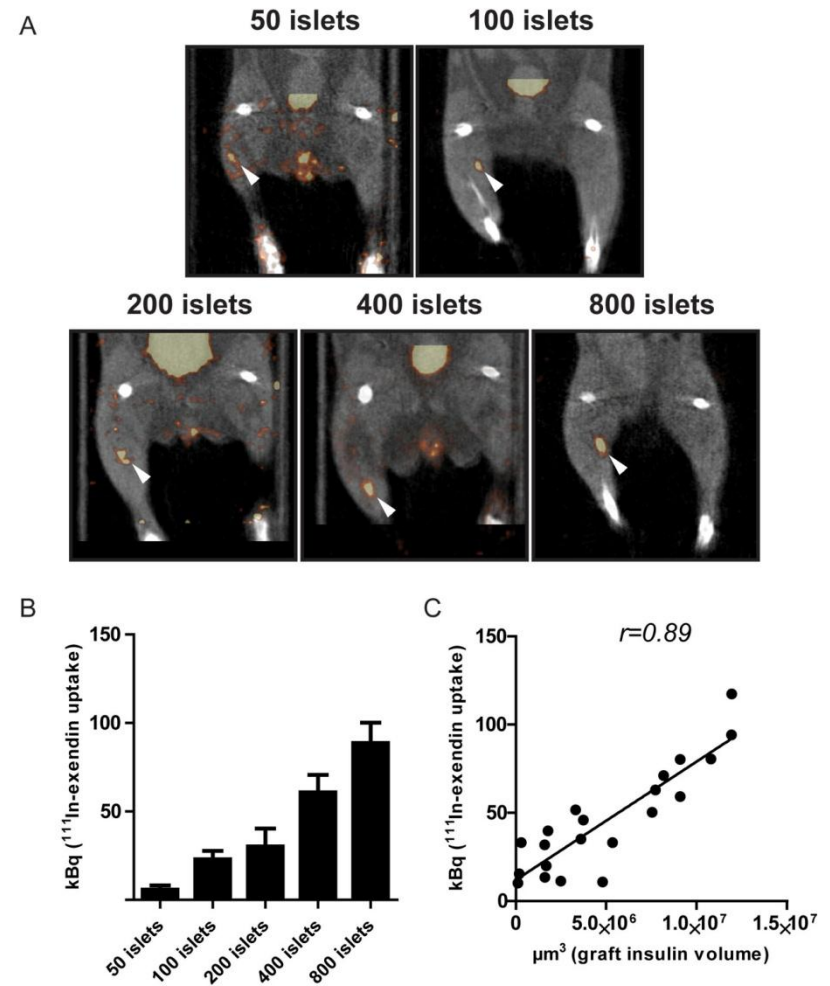 A
50 islets 100 islets
200 islets 400 islets 800 islets
B
kBq (¹¹¹In-exendin uptake)
150
100
50
50 islets
100 islets
200 islets
400 islets
800 islets
C
kBq (¹¹¹In-exendin uptake)
r=0.89
150
100
50
0
0 5.0×10⁶ 1.0×10⁷ 1.5×10⁷
µm³ (graft insulin volume)